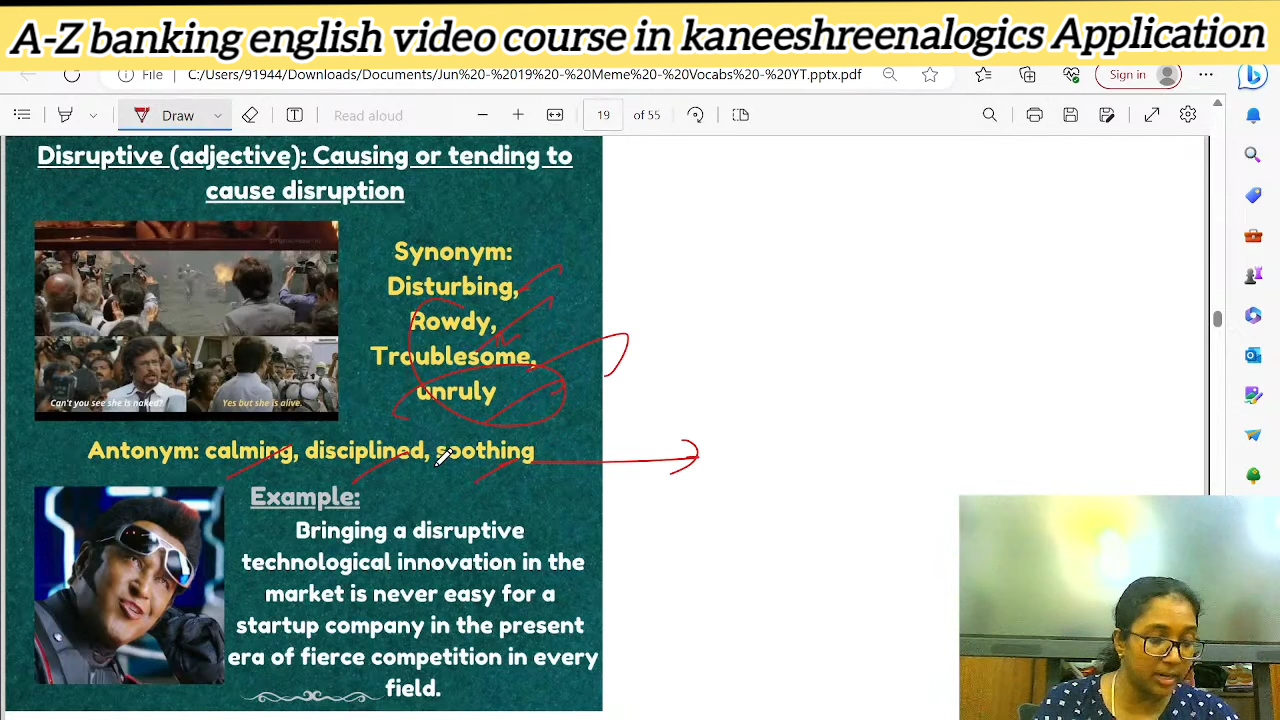 A-Z banking english video course in kaneeshreenalogics Application
File C:/Users/91944/Downloads/Documents/Jun%20-%2019%20-%20Meme%20-%20Vocabs%20-%20YT.pptx.pdf Sign in
Draw Read aloud 19 of 55
Disruptive (adjective): Causing or tending to
cause disruption
Synonym:
Disturbing,
Rowdy,
Troublesome,
unruly
Can't you see she is naked? Yes but she is alive.
Antonym: calming, disciplined, soothing
Example:
Bringing a disruptive
technological innovation in the
market is never easy for a
startup company in the present
era of fierce competition in every
field.